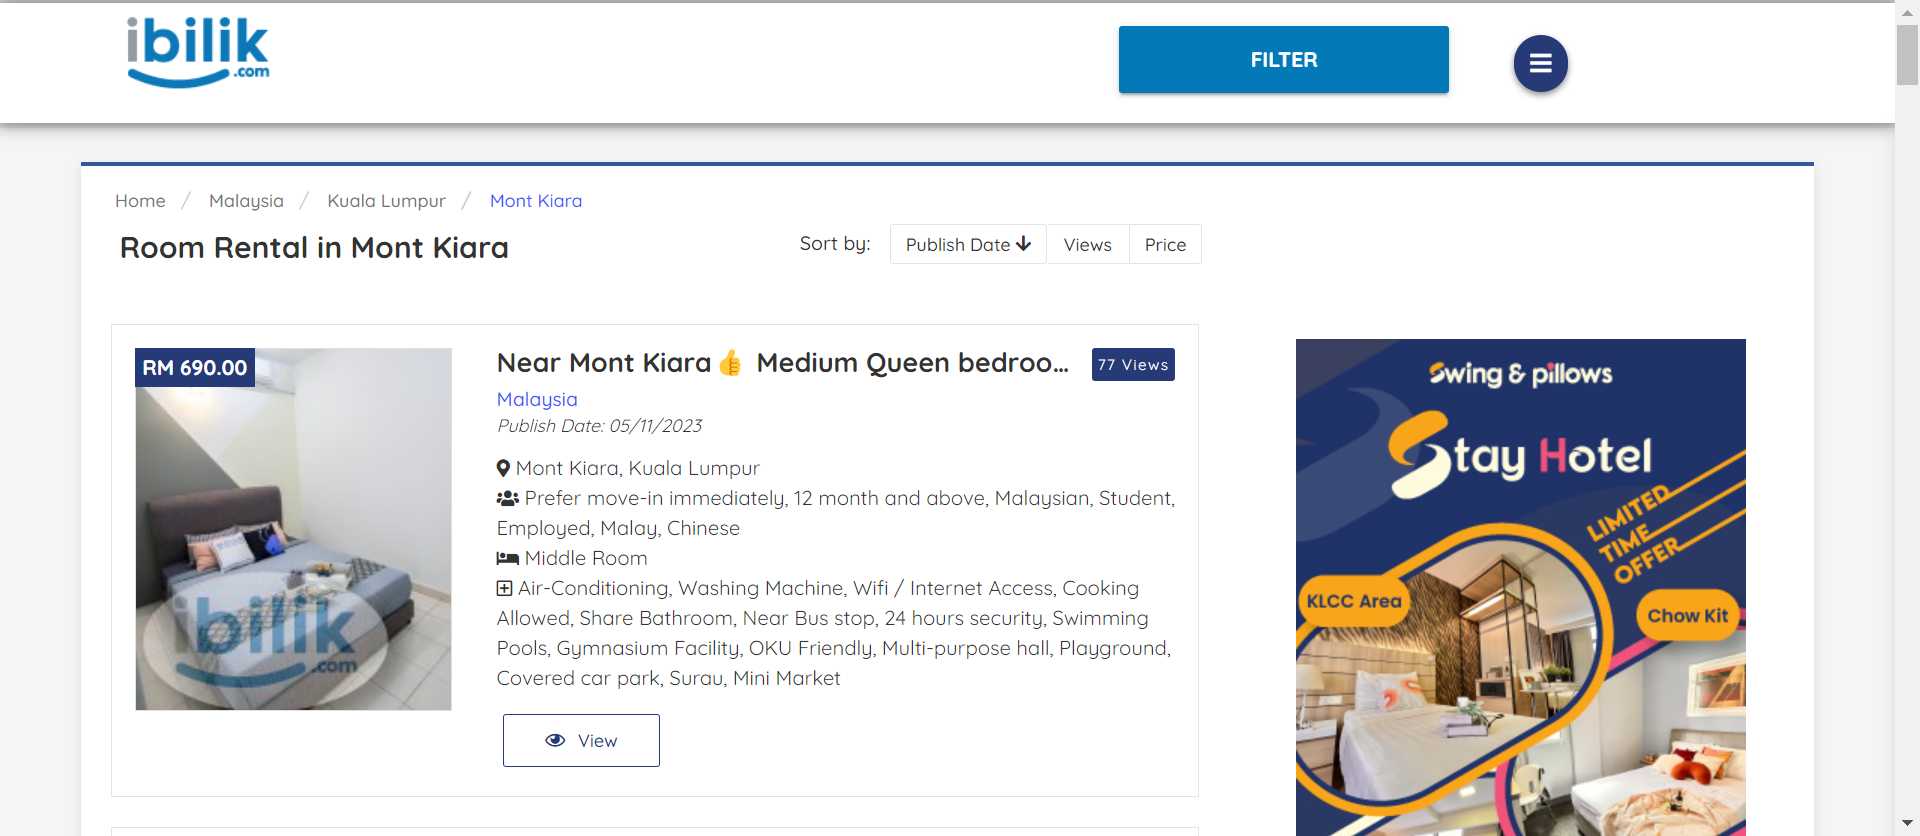 ibilik
.com
FILTER
Home / Malaysia / Kuala Lumpur / Mont Kiara
Room Rental in Mont Kiara
Sort by: Publish Date Views Price
RM 690.00
Near Mont Kiara👍 Medium Queen bedroo...
77 Views
Malaysia
Publish Date: 05/11/2023
Mont Kiara, Kuala Lumpur
Prefer move-in immediately, 12 month and above, Malaysian, Student,
Employed, Malay, Chinese
Middle Room
Air-Conditioning, Washing Machine, Wifi / Internet Access, Cooking
Allowed, Share Bathroom, Near Bus stop, 24 hours security, Swimming
Pools, Gymnasium Facility, OKU Friendly, Multi-purpose hall, Playground,
Covered car park, Surau, Mini Market
View
ibilik
.com
Swing & pillows
Stay Hotel
LIMITED
TIME
OFFER
KLCC Area
Chow Kit